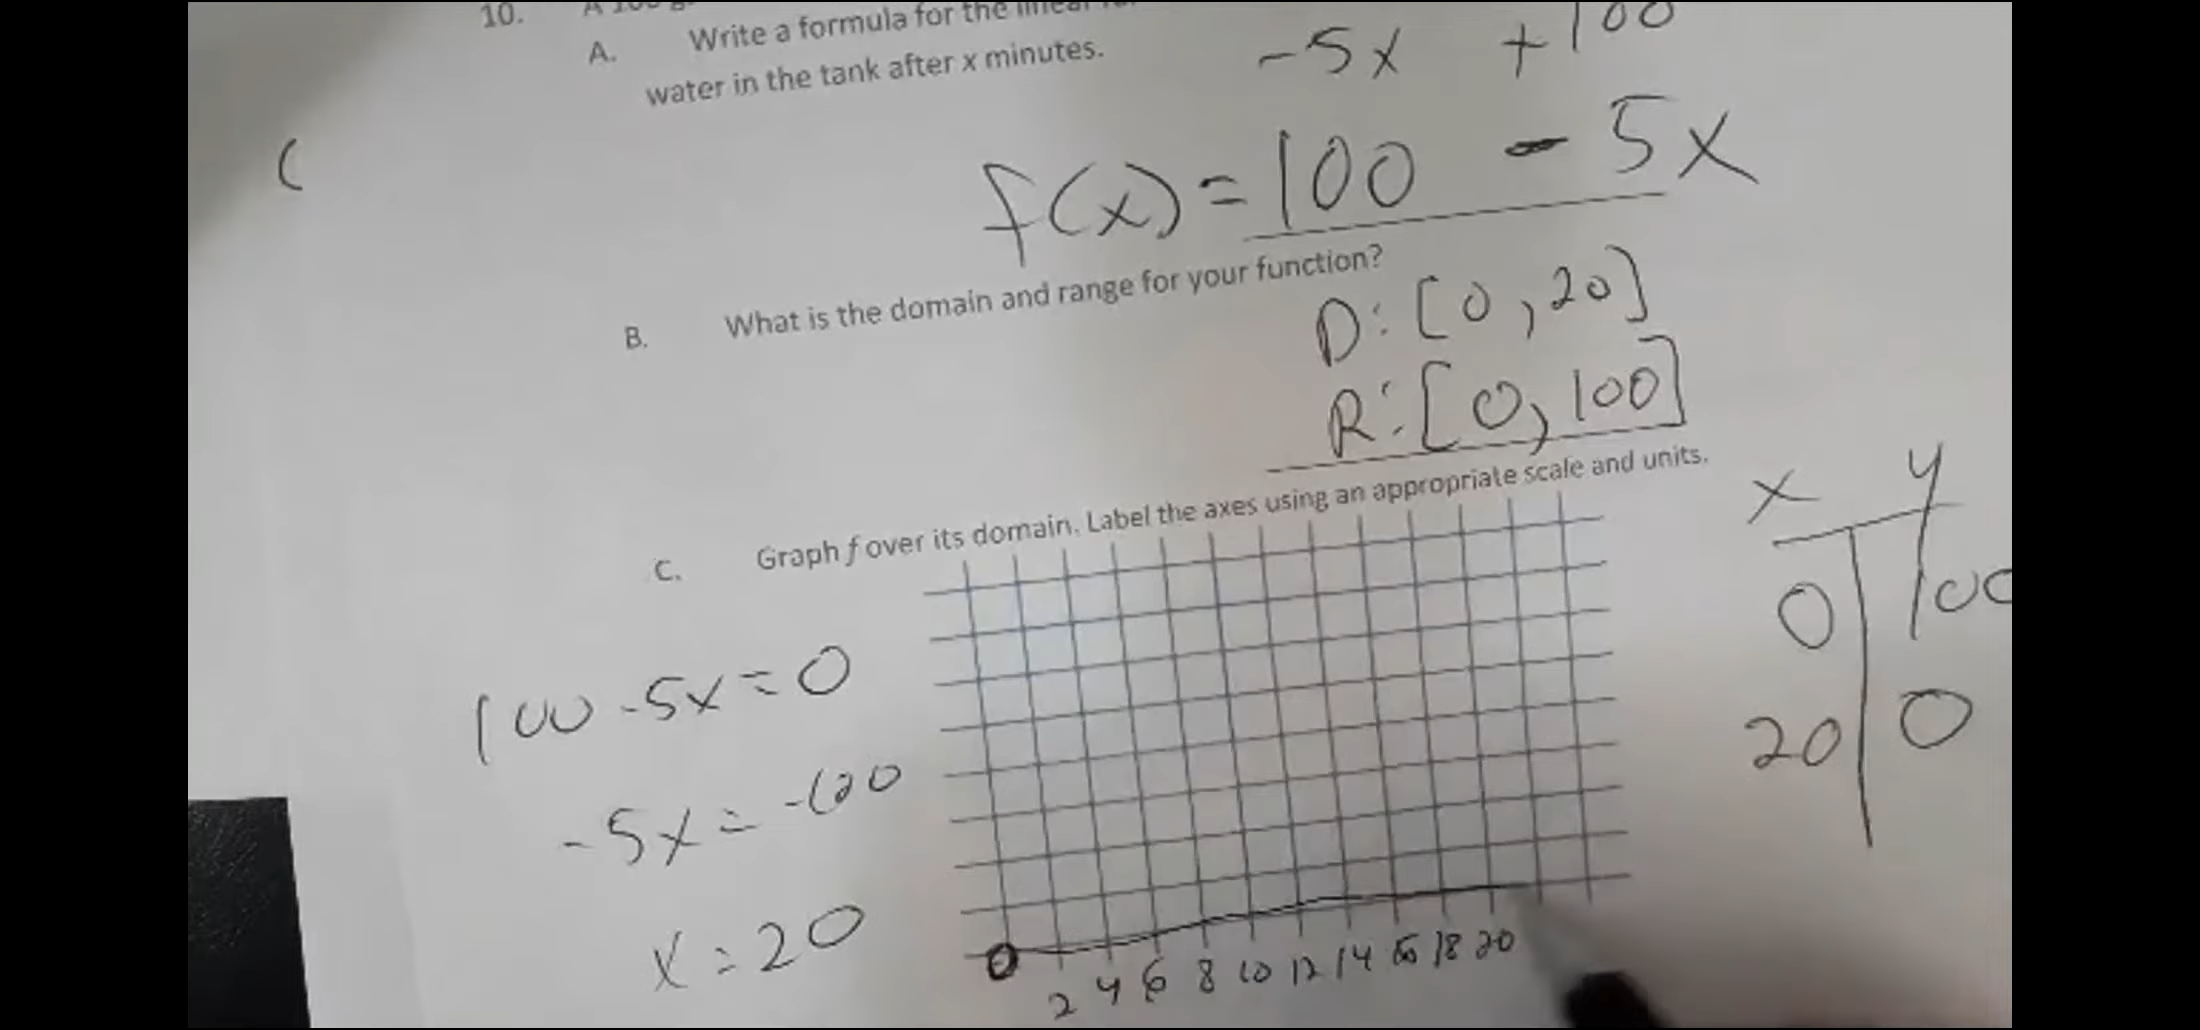 10. A 100
A. Write a formula for the linear
water in the tank after x minutes.
-5x +100
(
f(x)=100 - 5x
B. What is the domain and range for your function?
D: [0,20]
R: [0,100]
C. Graph f over its domain. Label the axes using an appropriate scale and units.
x y
0 100
20 0
100-5x=0
-5x=-100
x=20
0 2 4 6 8 10 12 14 16 18 20